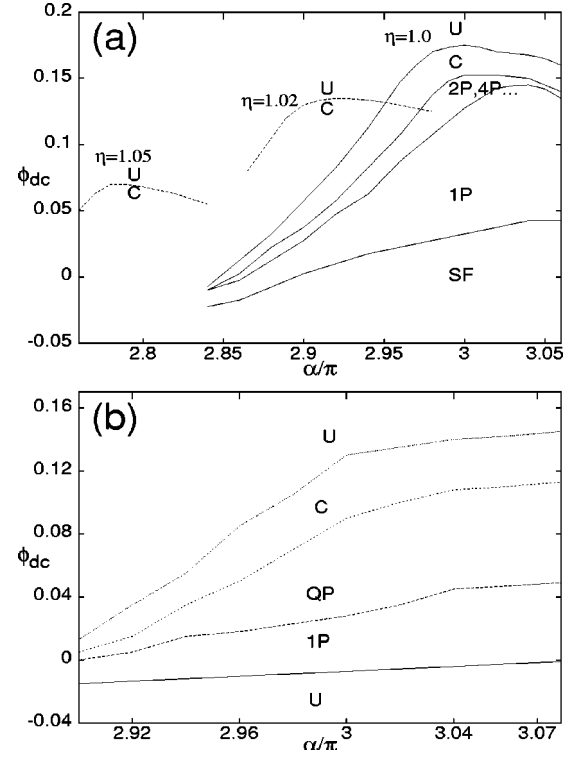 (a)
0.2
0.15
0.1
0.05
0
-0.05
ϕdc
η=1.0
U
C
2P,4P...
η=1.02
U
C
η=1.05
U
C
1P
SF
2.8
2.85
2.9
2.95
3
3.05
α/π
(b)
0.16
0.12
0.08
0.04
0
-0.04
ϕdc
U
C
QP
1P
U
2.92
2.96
3
3.04
3.07
α/π